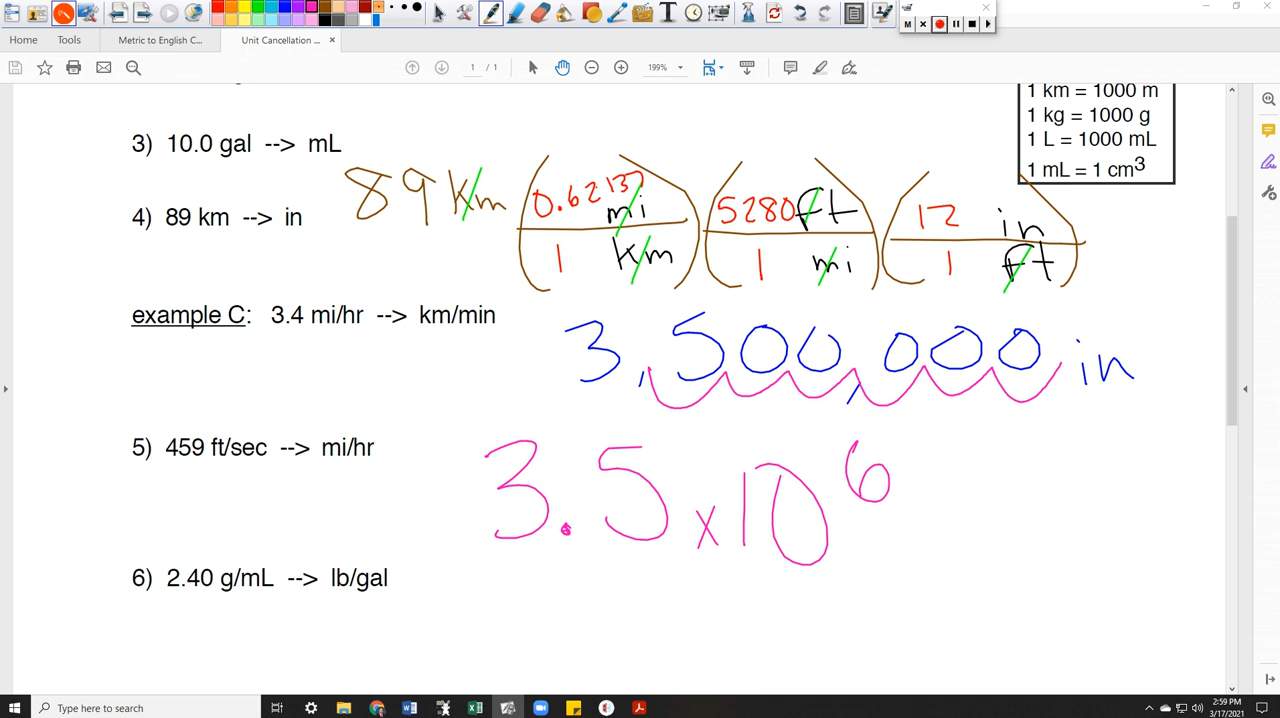 Home Tools Metric to English C... Unit Cancellation ... ×
1 / 1 199%
1 km = 1000 m
1 kg = 1000 g
1 L = 1000 mL
1 mL = 1 cm3
3) 10.0 gal --> mL
89 km (0.62137 mi / 1 km) (5280 ft / 1 mi) (12 in / 1 ft)
4) 89 km --> in
example C: 3.4 mi/hr --> km/min
3,500,000 in
5) 459 ft/sec --> mi/hr
3.5 x 10^6
6) 2.40 g/mL --> lb/gal
Type here to search
2:59 PM
3/17/2021